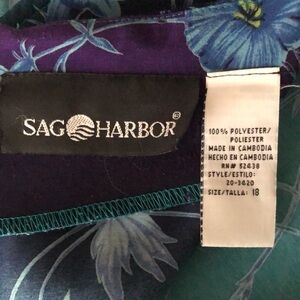 SAG HARBOR®
100% POLYESTER/
POLIESTER
MADE IN CAMBODIA
HECHO EN CAMBODIA
RN# 52438
STYLE/ESTILO:
20-3420
SIZE/TALLA: 18